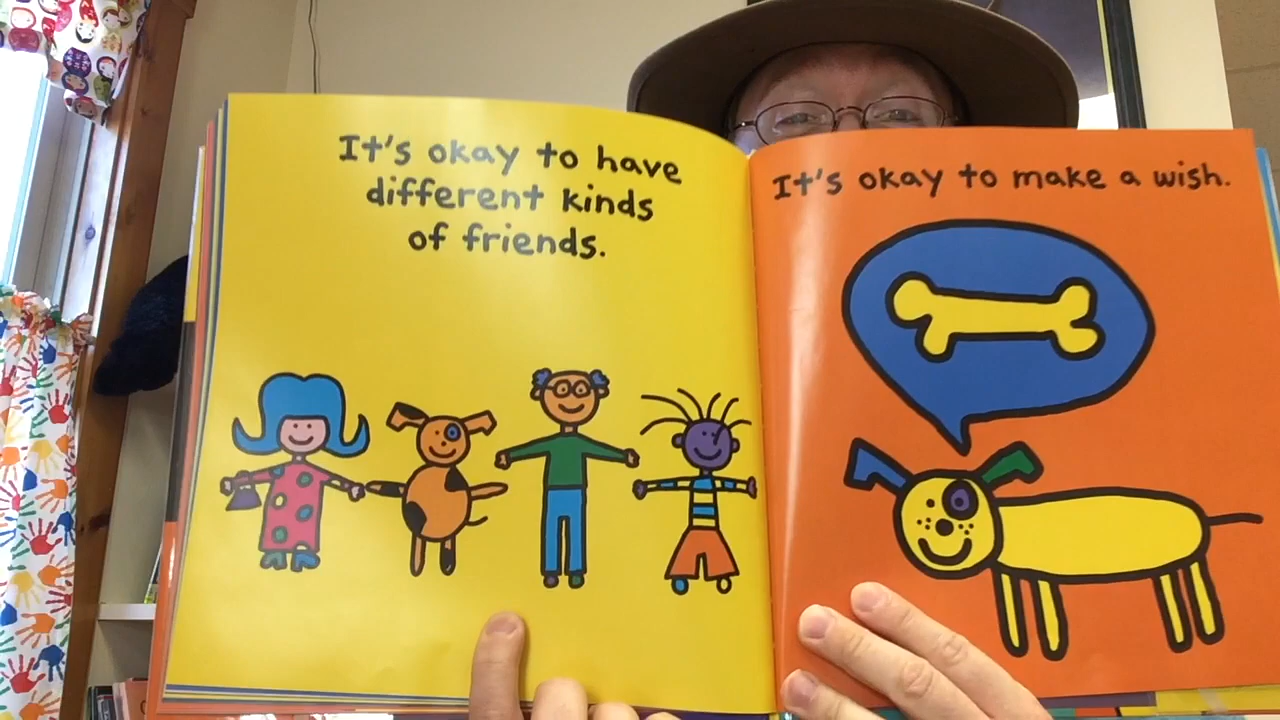 It's okay to have
different kinds
of friends.
It's okay to make a wish.